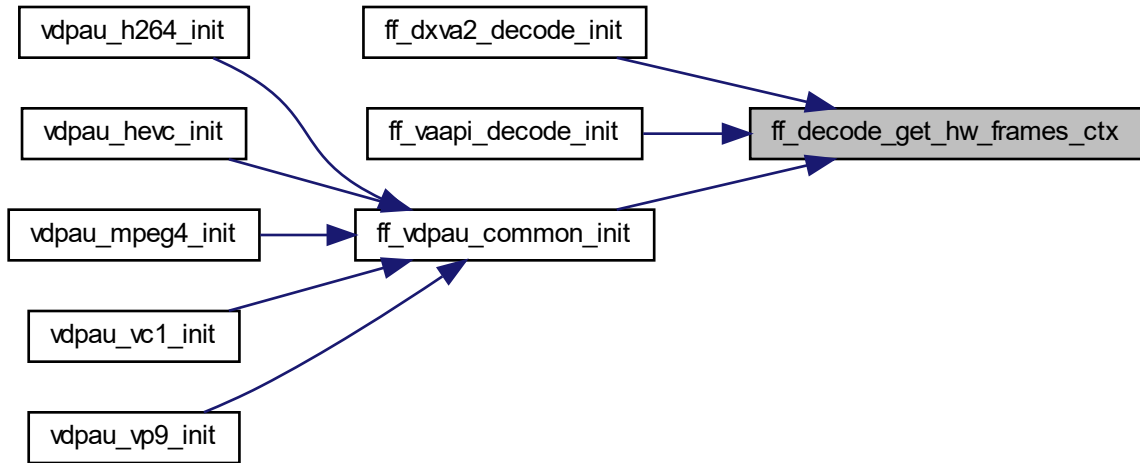 vdpau_h264_init
ff_dxva2_decode_init
vdpau_hevc_init
ff_vaapi_decode_init
ff_decode_get_hw_frames_ctx
vdpau_mpeg4_init
ff_vdpau_common_init
vdpau_vc1_init
vdpau_vp9_init